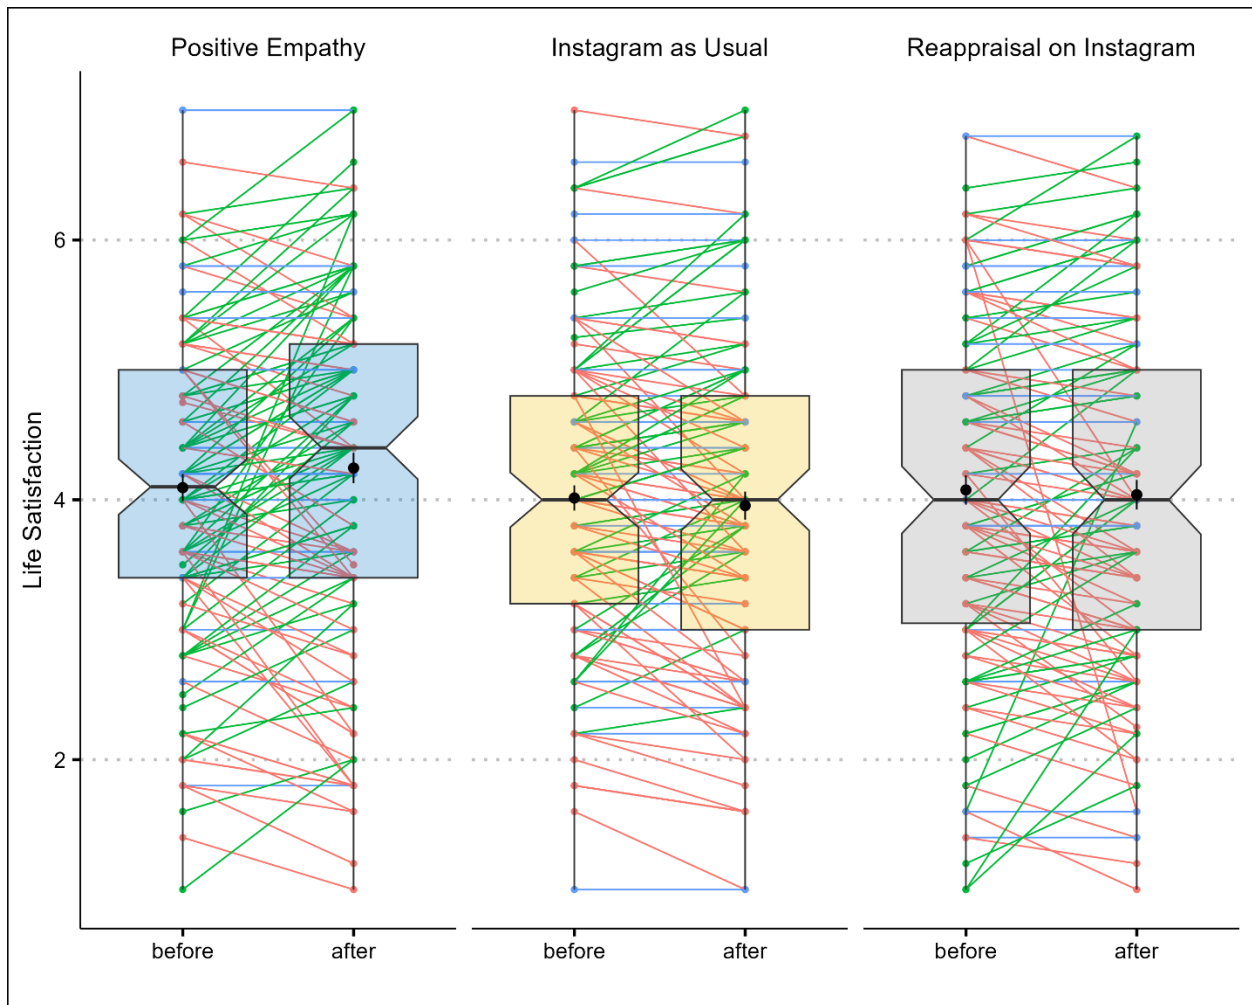 Positive Empathy
Instagram as Usual
Reappraisal on Instagram
Life Satisfaction
6
4
2
before
after
before
after
before
after